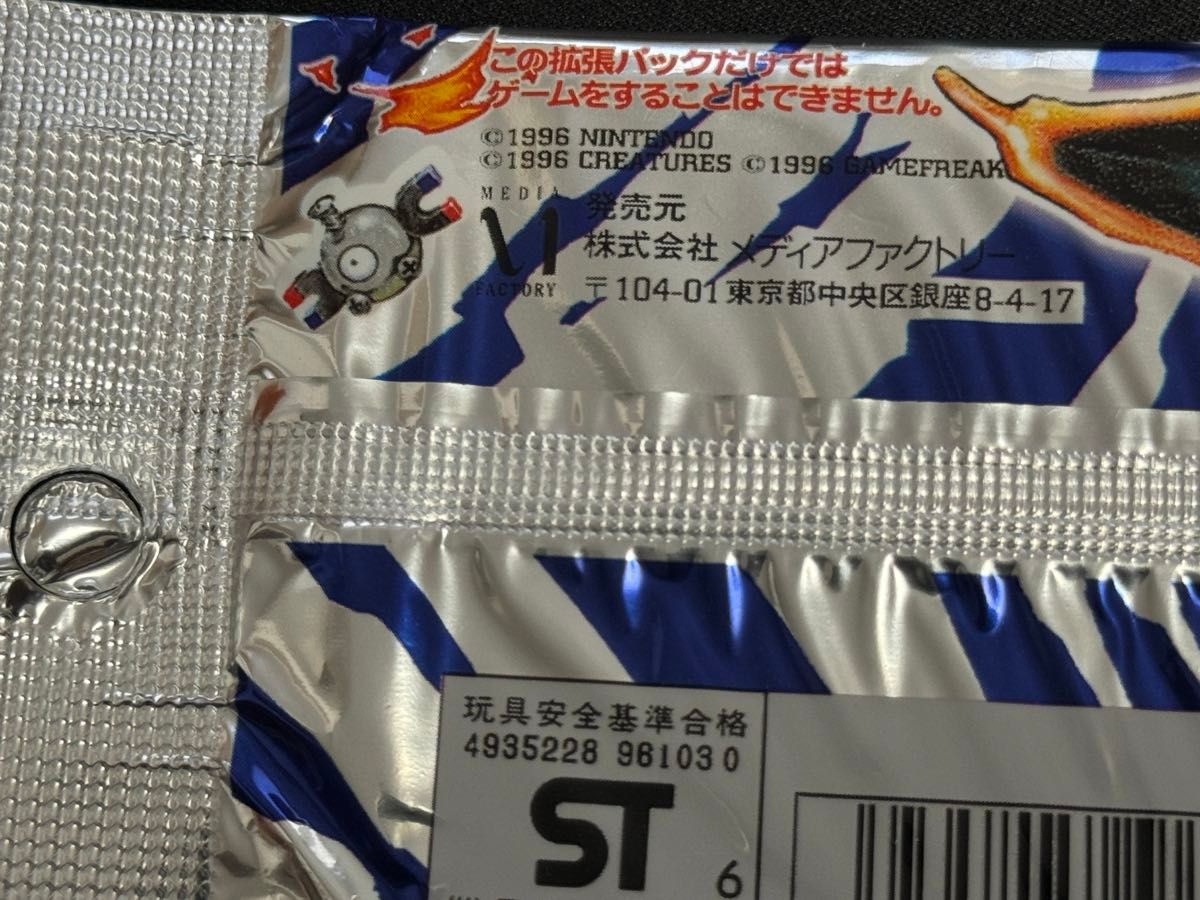 この拡張パックだけでは
ゲームをすることはできません。
©1996 NINTENDO
©1996 CREATURES ©1996 GAMEFREAK
MEDIA
FACTORY
発売元
株式会社 メディアファクトリー
〒104-01東京都中央区銀座8-4-17
玩具安全基準合格
4935228 961030
ST
6